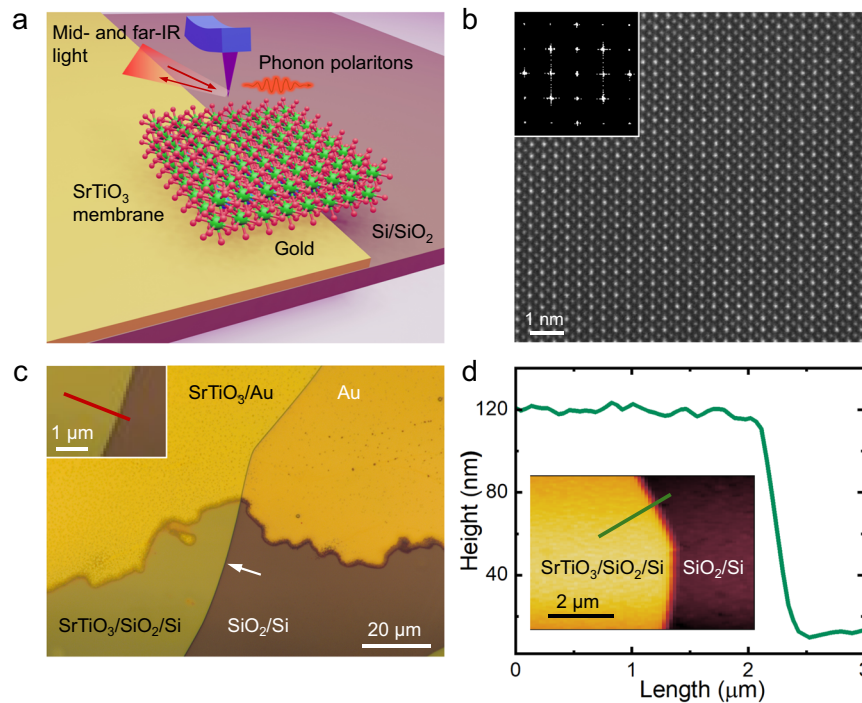 a
Mid- and far-IR
light
Phonon polaritons
SrTiO₃
membrane
Gold
Si/SiO₂
b
1 nm
c
SrTiO₃/Au
Au
1 µm
SrTiO₃/SiO₂/Si
SiO₂/Si
20 µm
d
Height (nm)
120
80
40
SrTiO₃/SiO₂/Si
SiO₂/Si
2 µm
0
1
2
3
Length (µm)